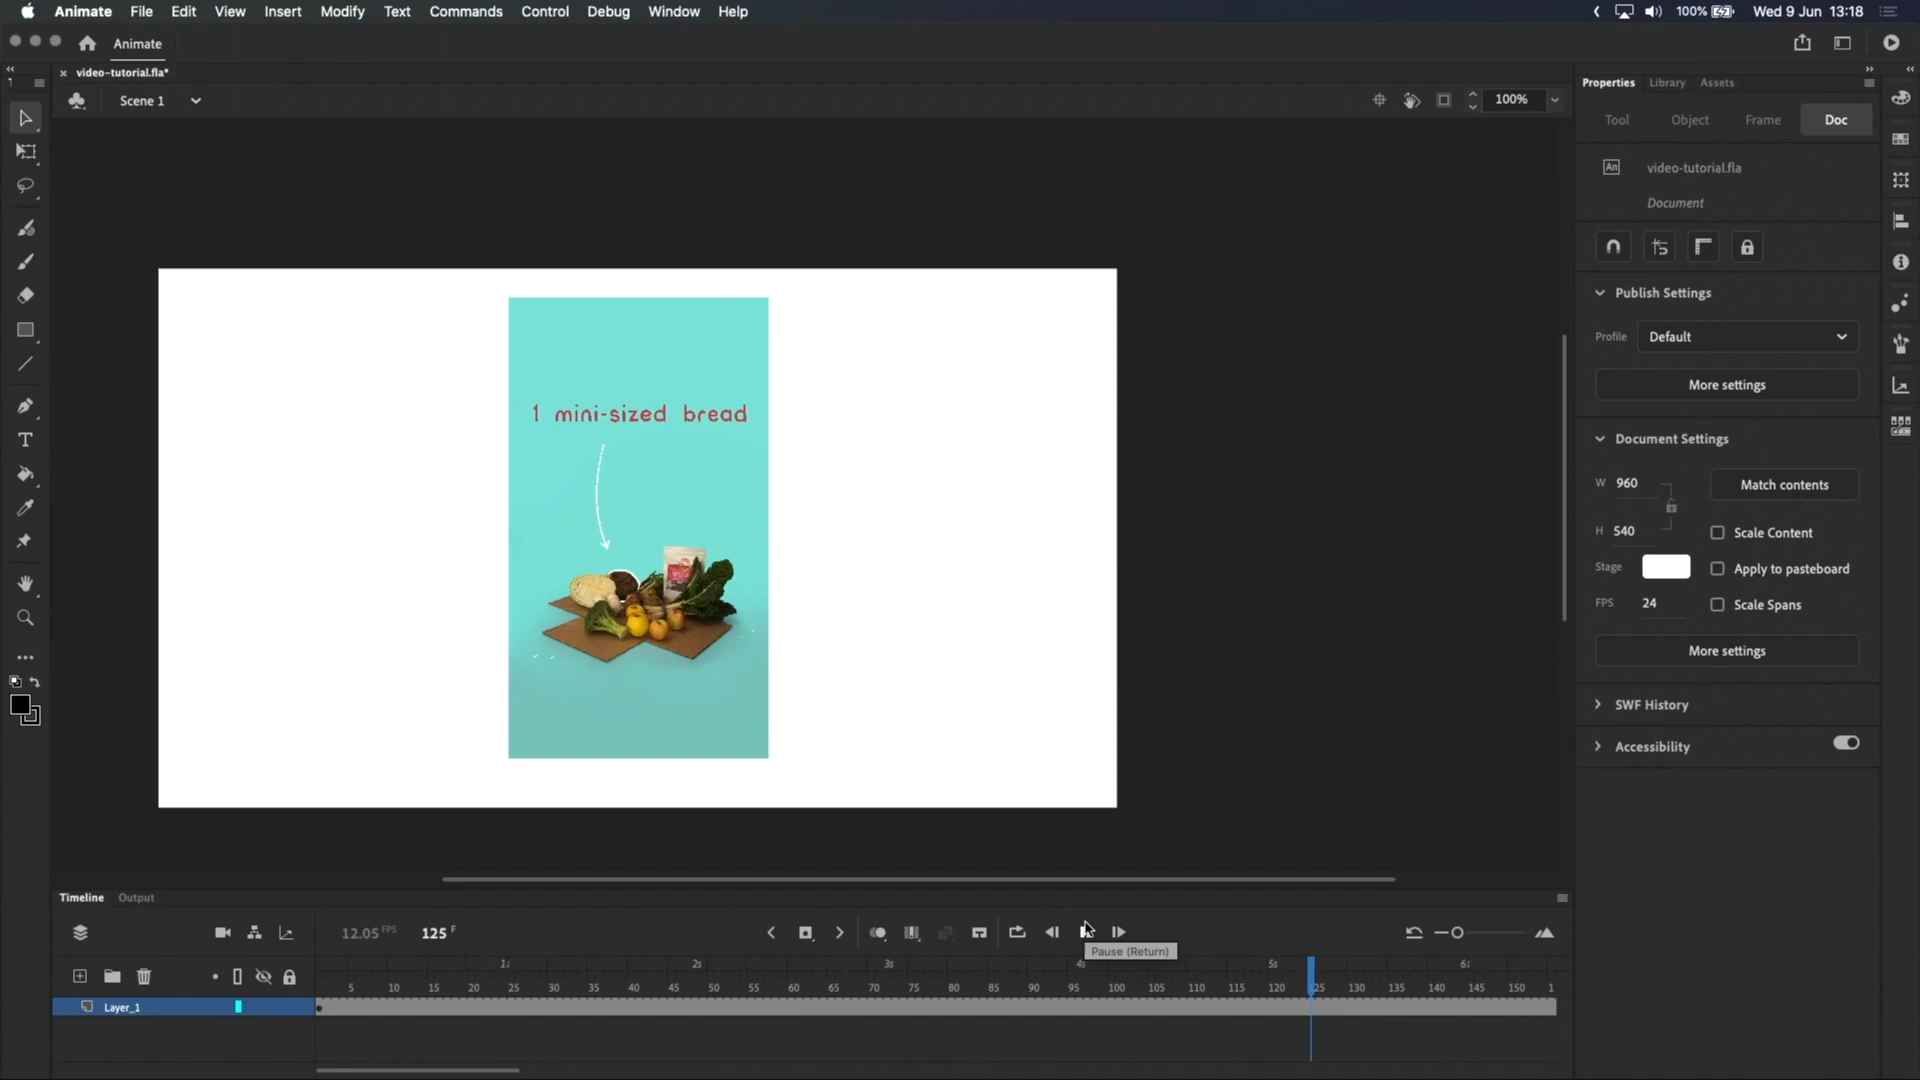 Animate File Edit View Insert Modify Commands Text Control Debug Window Help
100% Wed 9 Jun 13:18
Animate
video-tutorial.fla*
Scene 1
100%
Properties Library Assets
Tool Object Frame Doc
An video-tutorial.fla
Document
Publish Settings
Profile Default
More settings
Document Settings
W 960 Match contents
H 540 Scale Content
Stage Apply to pasteboard
FPS 24 Scale Spans
More settings
SWF History
Accessibility
1 mini-sized bread
Timeline Output
12.05 FPS 125 F
Pause (Return)
1s 2s 3s 4s 5s 6s
5 10 15 20 25 30 35 40 45 50 55 60 65 70 75 80 85 90 95 100 105 110 115 120 25 130 135 140 145 150 1
Layer_1